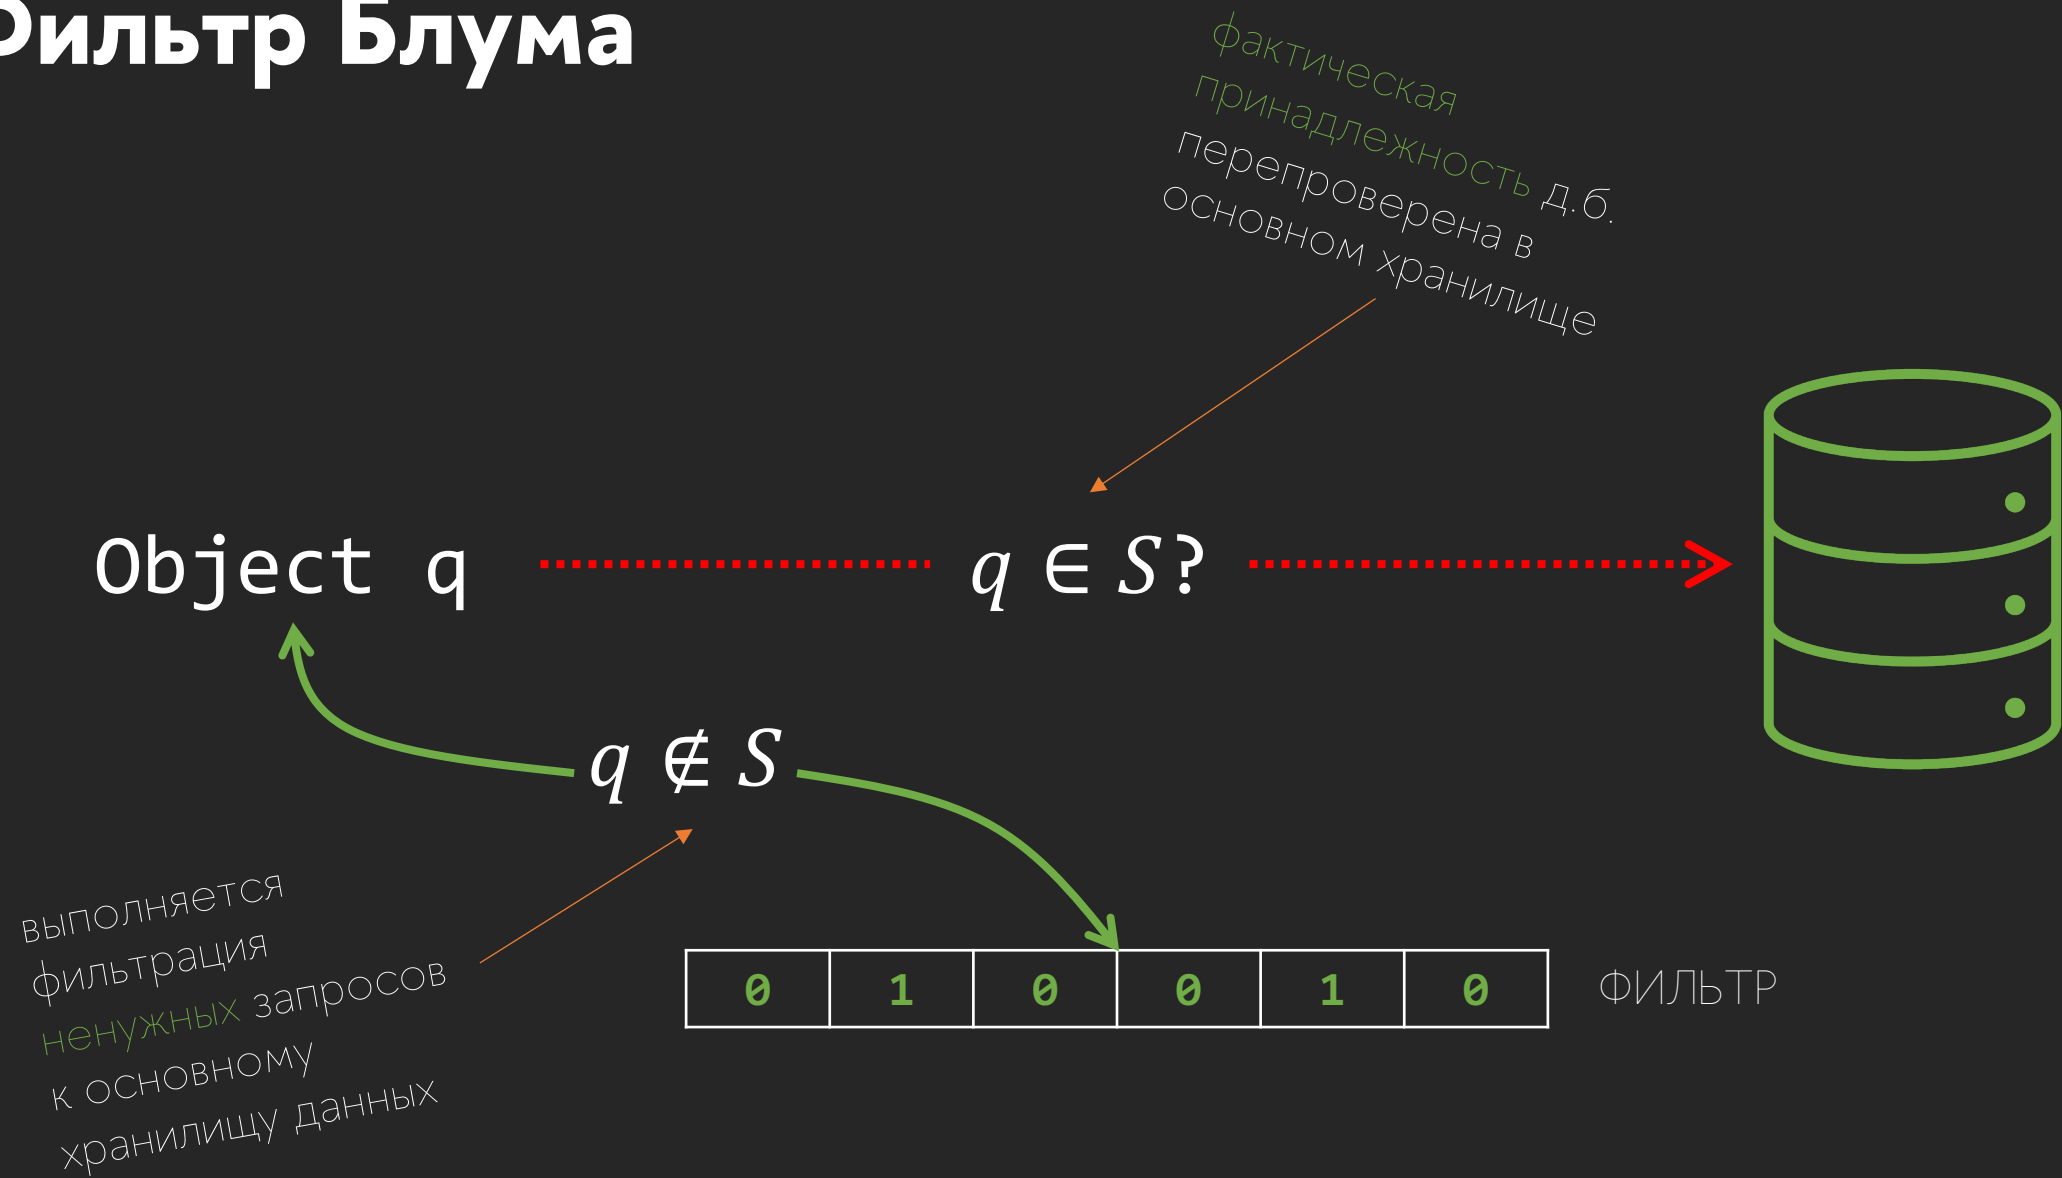 Фильтр Блума
фактическая
принадлежность д.б.
перепроверена в
основном хранилище
Object q
q ∈ S?
q ∉ S
выполняется
фильтрация
ненужных запросов
к основному
хранилищу данных
0 1 0 0 1 0
ФИЛЬТР